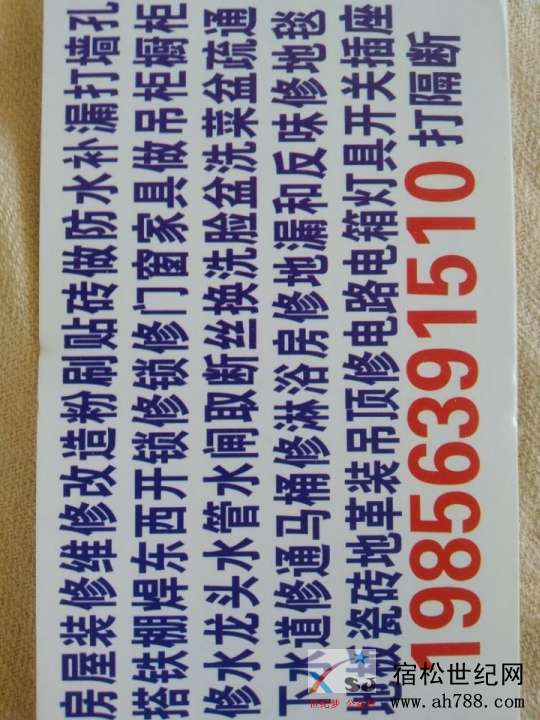 房屋装修维修改造粉刷贴砖做防水补漏打墙孔
搭铁棚焊东西开锁修锁修门窗家具做吊柜橱柜
修水龙头水管水闸取断丝换洗脸盆洗菜盆疏通
下水道修通马桶修淋浴房修地漏和反味修地毯
地板瓷砖地革装吊顶修电路电箱灯具开关插座
19856391510 打隔断
宿松世纪网
www.ah788.com